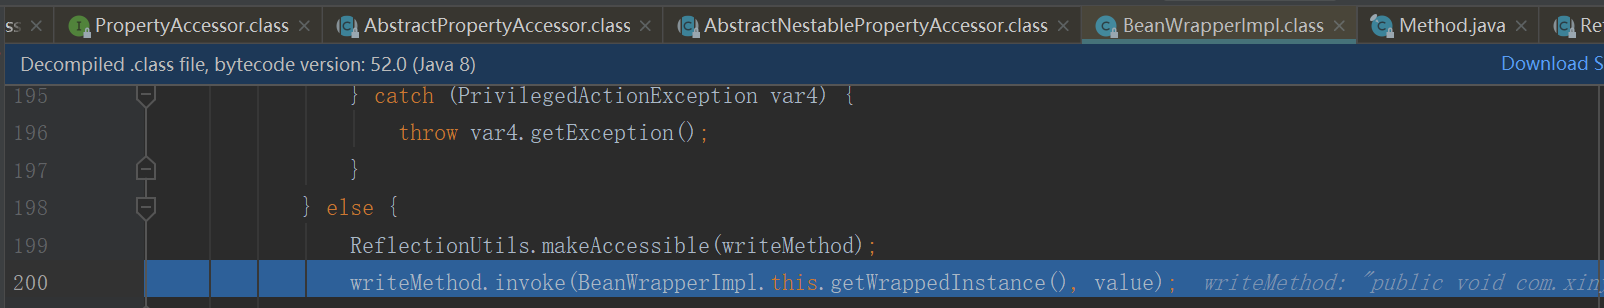 ss PropertyAccessor.class AbstractPropertyAccessor.class AbstractNestablePropertyAccessor.class BeanWrapperImpl.class Method.java Re
Decompiled .class file, bytecode version: 52.0 (Java 8) Download S
195 } catch (PrivilegedActionException var4) {
196 throw var4.getException();
197 }
198 } else {
199 ReflectionUtils.makeAccessible(writeMethod);
200 writeMethod.invoke(BeanWrapperImpl.this.getWrappedInstance(), value); writeMethod: "public void com.xiny